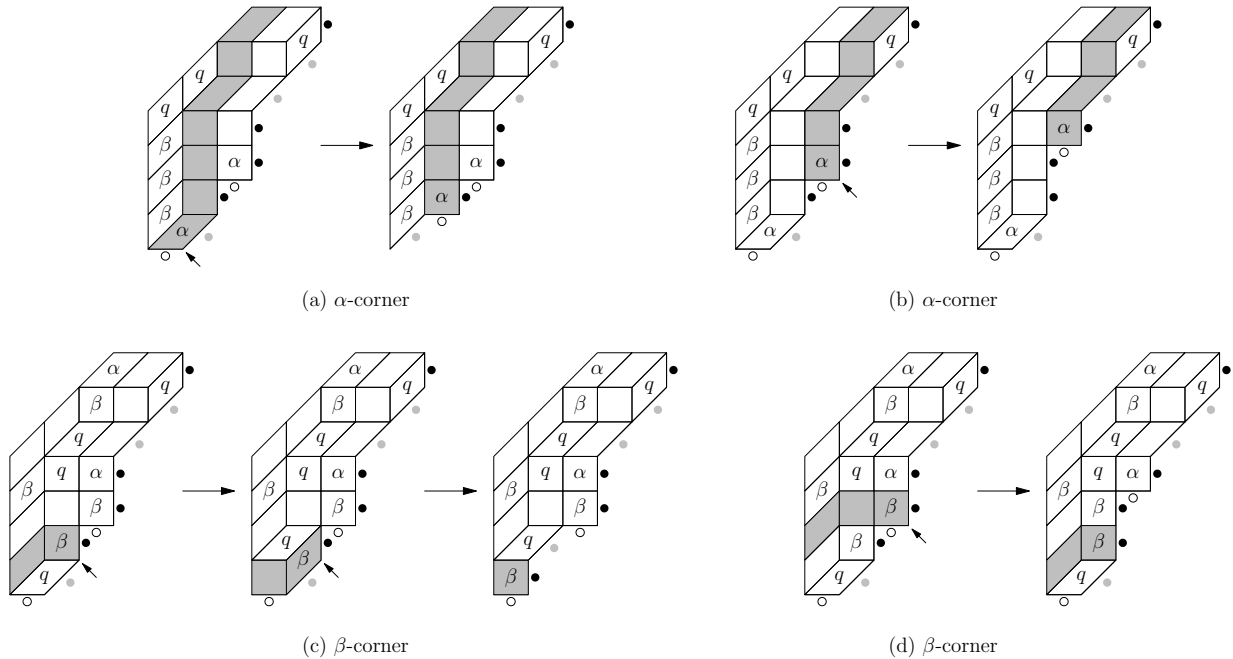 q q q q
q q
q q q q
α
β β β β
α α α
β β β β
α
β β β β
α α α
(a) α-corner (b) α-corner
α α α α α
q q q q q
β β β β β
q q q q q
q α q α q α q α q α
β β β β β
β β β β β
β q q β β
β
q β q q
(c) β-corner (d) β-corner